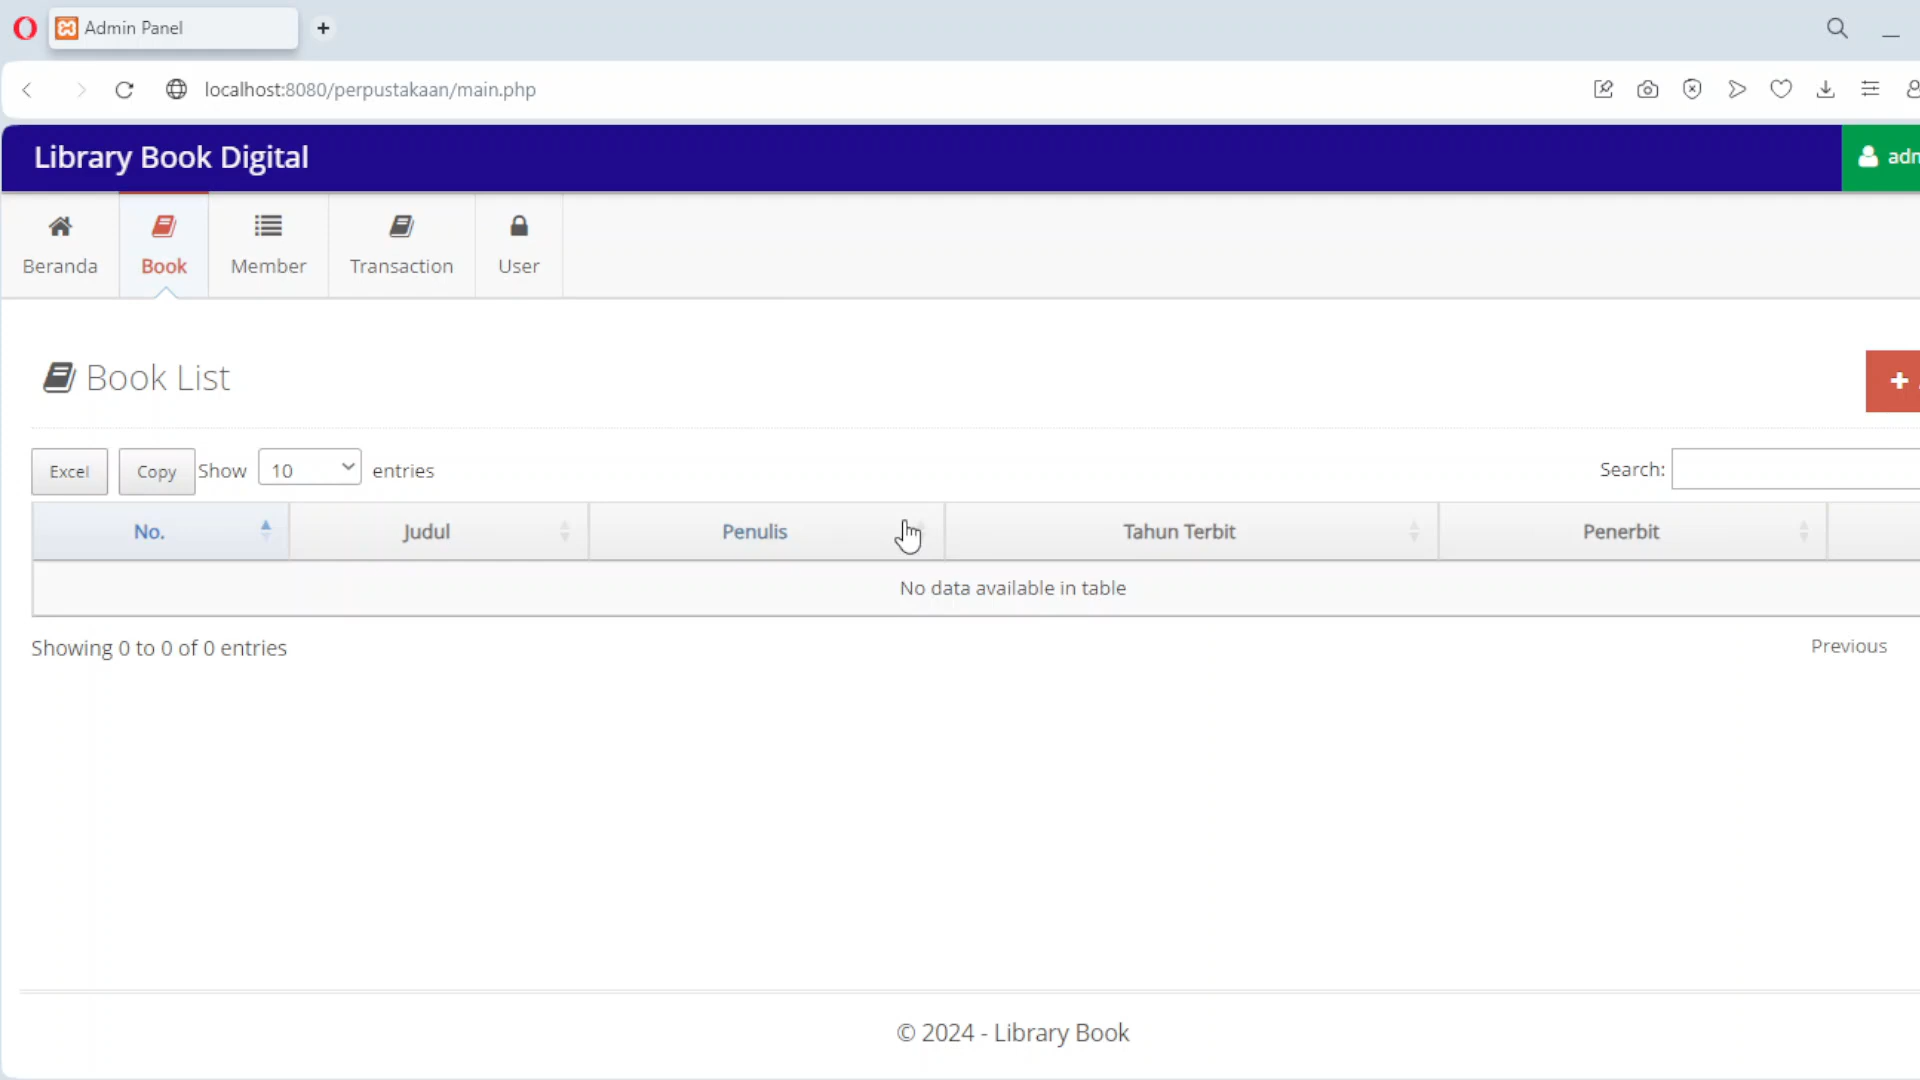 Admin Panel
localhost:8080/perpustakaan/main.php
Library Book Digital
Beranda
Book
Member
Transaction
User
Book List
Excel
Copy
Show 10 entries
Search:
No.
Judul
Penulis
Tahun Terbit
Penerbit
No data available in table
Showing 0 to 0 of 0 entries
Previous
© 2024 - Library Book